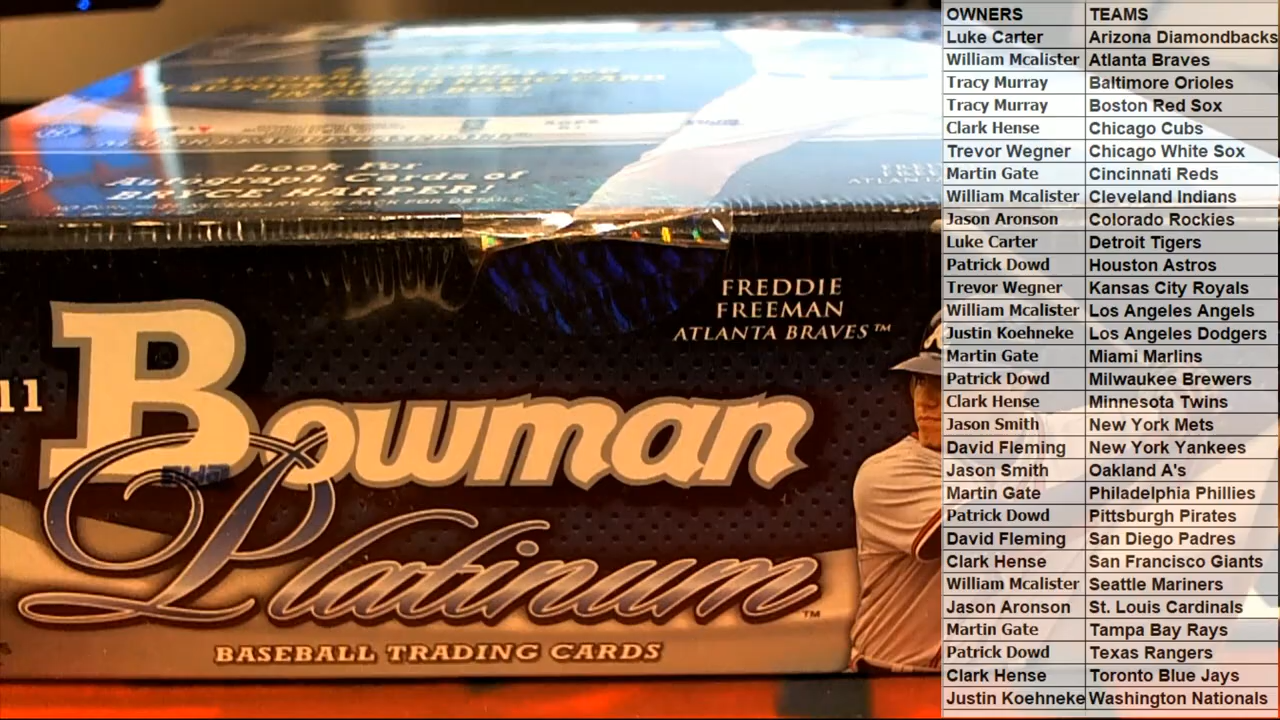 Look For
Autograph Cards of
BRYCE HARPER!
FREDDIE
FREEMAN
ATLANTA BRAVES™
11
Bowman
Platinum™
BASEBALL TRADING CARDS
OWNERS TEAMS
Luke Carter Arizona Diamondbacks
William Mcalister Atlanta Braves
Tracy Murray Baltimore Orioles
Tracy Murray Boston Red Sox
Clark Hense Chicago Cubs
Trevor Wegner Chicago White Sox
Martin Gate Cincinnati Reds
William Mcalister Cleveland Indians
Jason Aronson Colorado Rockies
Luke Carter Detroit Tigers
Patrick Dowd Houston Astros
Trevor Wegner Kansas City Royals
William Mcalister Los Angeles Angels
Justin Koehneke Los Angeles Dodgers
Martin Gate Miami Marlins
Patrick Dowd Milwaukee Brewers
Clark Hense Minnesota Twins
Jason Smith New York Mets
David Fleming New York Yankees
Jason Smith Oakland A's
Martin Gate Philadelphia Phillies
Patrick Dowd Pittsburgh Pirates
David Fleming San Diego Padres
Clark Hense San Francisco Giants
William Mcalister Seattle Mariners
Jason Aronson St. Louis Cardinals
Martin Gate Tampa Bay Rays
Patrick Dowd Texas Rangers
Clark Hense Toronto Blue Jays
Justin Koehneke Washington Nationals